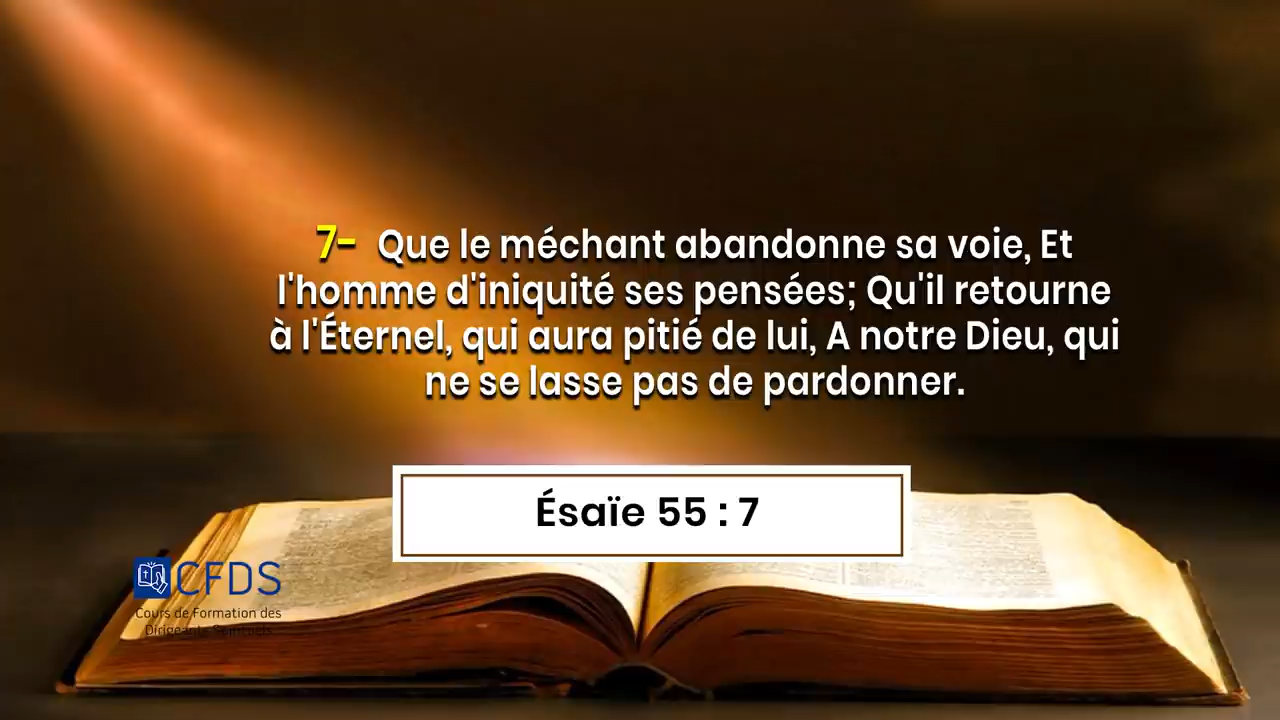 7- Que le méchant abandonne sa voie, Et
l'homme d'iniquité ses pensées; Qu'il retourne
à l'Éternel, qui aura pitié de lui, A notre Dieu, qui
ne se lasse pas de pardonner.
Ésaïe 55 : 7
CFDS
Cours de Formation des